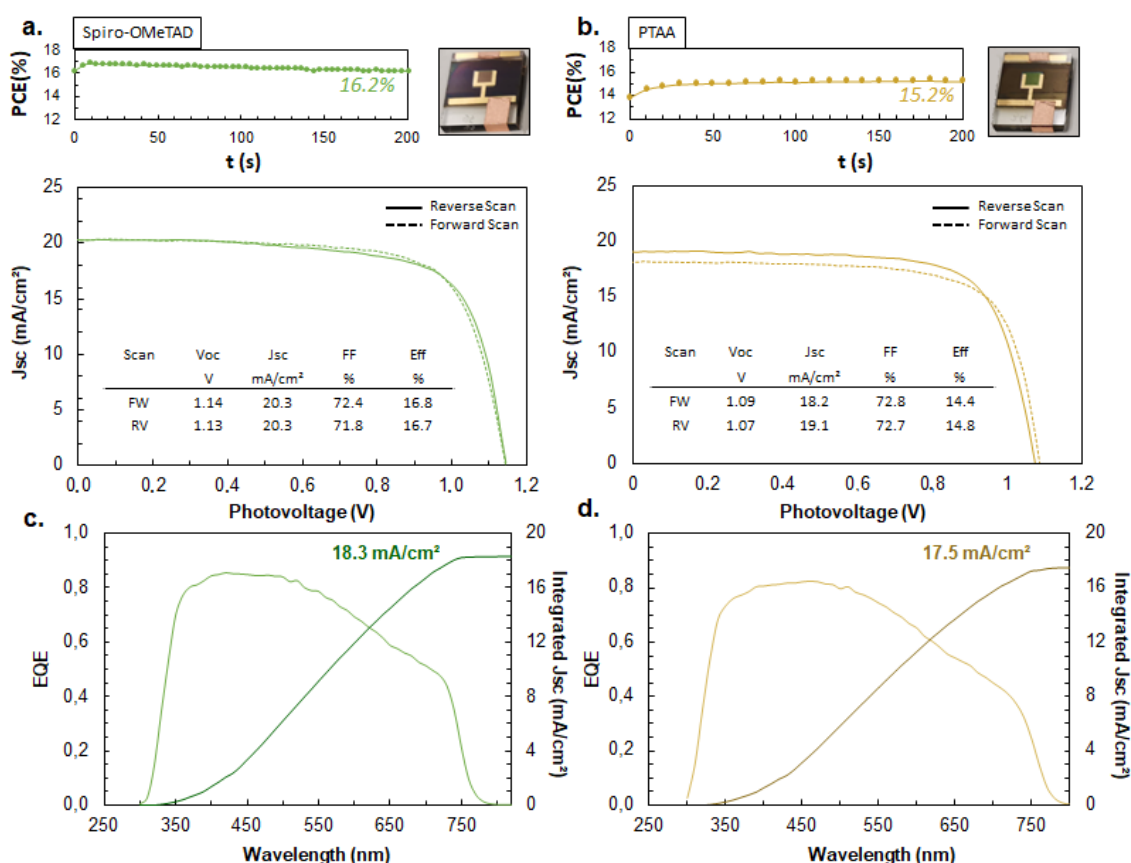 a.
Spiro-OMeTAD
18
16
14
12
PCE(%)
16.2%
0 50 100 150 200
t (s)
b.
PTAA
18
16
14
12
PCE(%)
15.2%
0 50 100 150 200
t (s)
25
20
15
10
5
0
Jsc (mA/cm²)
Reverse Scan
Forward Scan
Scan Voc Jsc FF Eff
V mA/cm² % %
FW 1.14 20.3 72.4 16.8
RV 1.13 20.3 71.8 16.7
0.0 0.2 0.4 0.6 0.8 1.0 1.2
Photovoltage (V)
25
20
15
10
5
0
Jsc (mA/cm²)
Reverse Scan
Forward Scan
Scan Voc Jsc FF Eff
V mA/cm² % %
FW 1.09 18.2 72.8 14.4
RV 1.07 19.1 72.7 14.8
0 0.2 0.4 0.6 0.8 1 1.2
Photovoltage (V)
c.
1,0
0,8
0,6
0,4
0,2
0,0
EQE
18.3 mA/cm²
20
16
12
8
4
0
Integrated Jsc (mA/cm²)
250 350 450 550 650 750
Wavelength (nm)
d.
1,0
0,8
0,6
0,4
0,2
0,0
EQE
17.5 mA/cm²
20
16
12
8
4
0
Integrated Jsc (mA/cm²)
250 350 450 550 650 750
Wavelength (nm)